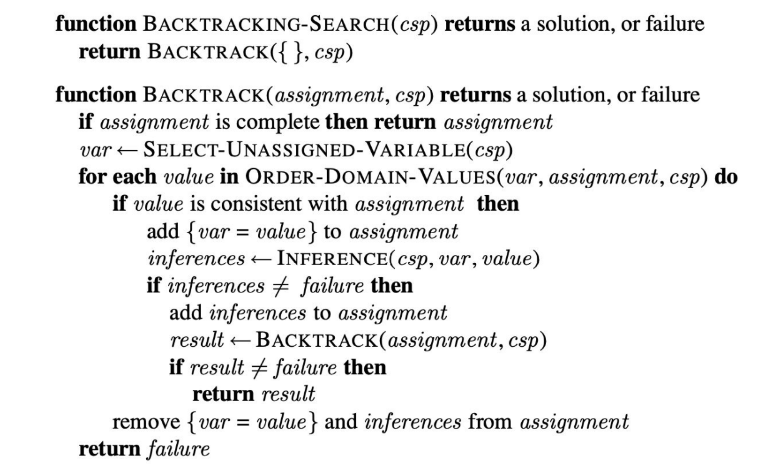 function BACKTRACKING-SEARCH(csp) returns a solution, or failure
return BACKTRACK({ }, csp)
function BACKTRACK(assignment, csp) returns a solution, or failure
if assignment is complete then return assignment
var ← SELECT-UNASSIGNED-VARIABLE(csp)
for each value in ORDER-DOMAIN-VALUES(var, assignment, csp) do
if value is consistent with assignment then
add {var = value} to assignment
inferences ← INFERENCE(csp, var, value)
if inferences ≠ failure then
add inferences to assignment
result ← BACKTRACK(assignment, csp)
if result ≠ failure then
return result
remove {var = value} and inferences from assignment
return failure